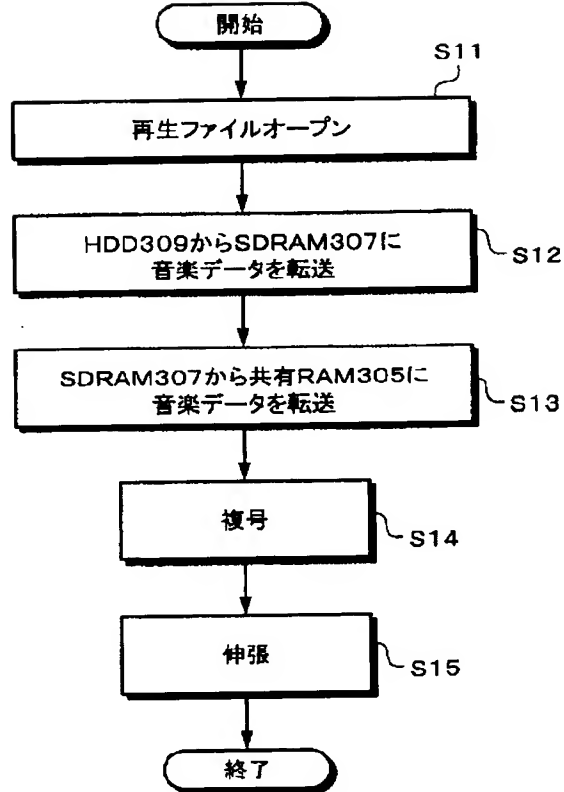 開始
S11
再生ファイルオープン
HDD309からSDRAM307に
音楽データを転送
S12
SDRAM307から共有RAM305に
音楽データを転送
S13
複号
S14
伸張
S15
終了